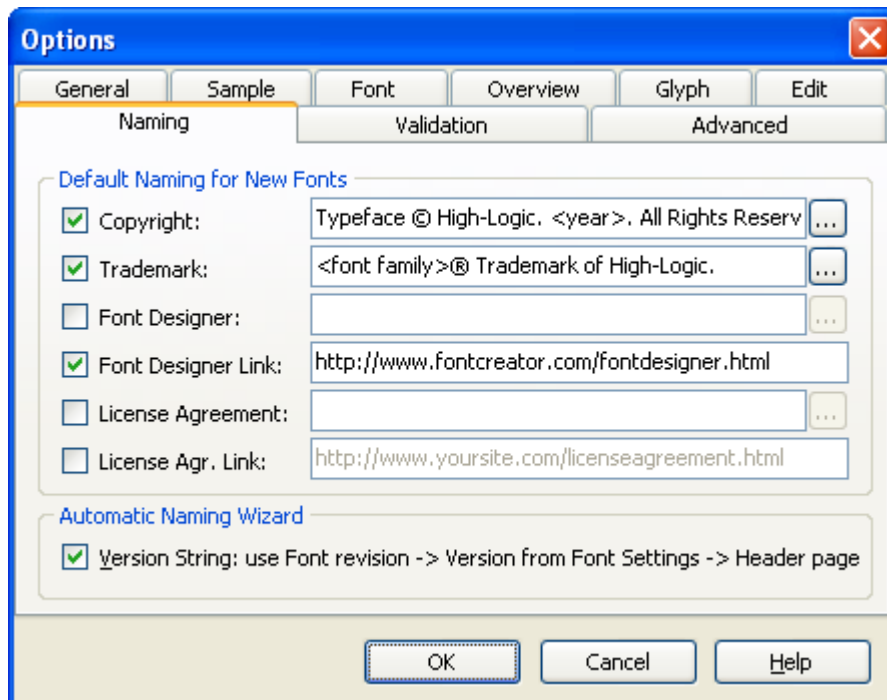 Options
General Sample Font Overview Glyph Edit
Naming Validation Advanced
Default Naming for New Fonts
Copyright: Typeface © High-Logic. <year>. All Rights Reserv ...
Trademark: <font family>® Trademark of High-Logic. ...
Font Designer: ...
Font Designer Link: http://www.fontcreator.com/fontdesigner.html
License Agreement: ...
License Agr. Link: http://www.yoursite.com/licenseagreement.html
Automatic Naming Wizard
Version String: use Font revision -> Version from Font Settings -> Header page
OK Cancel Help